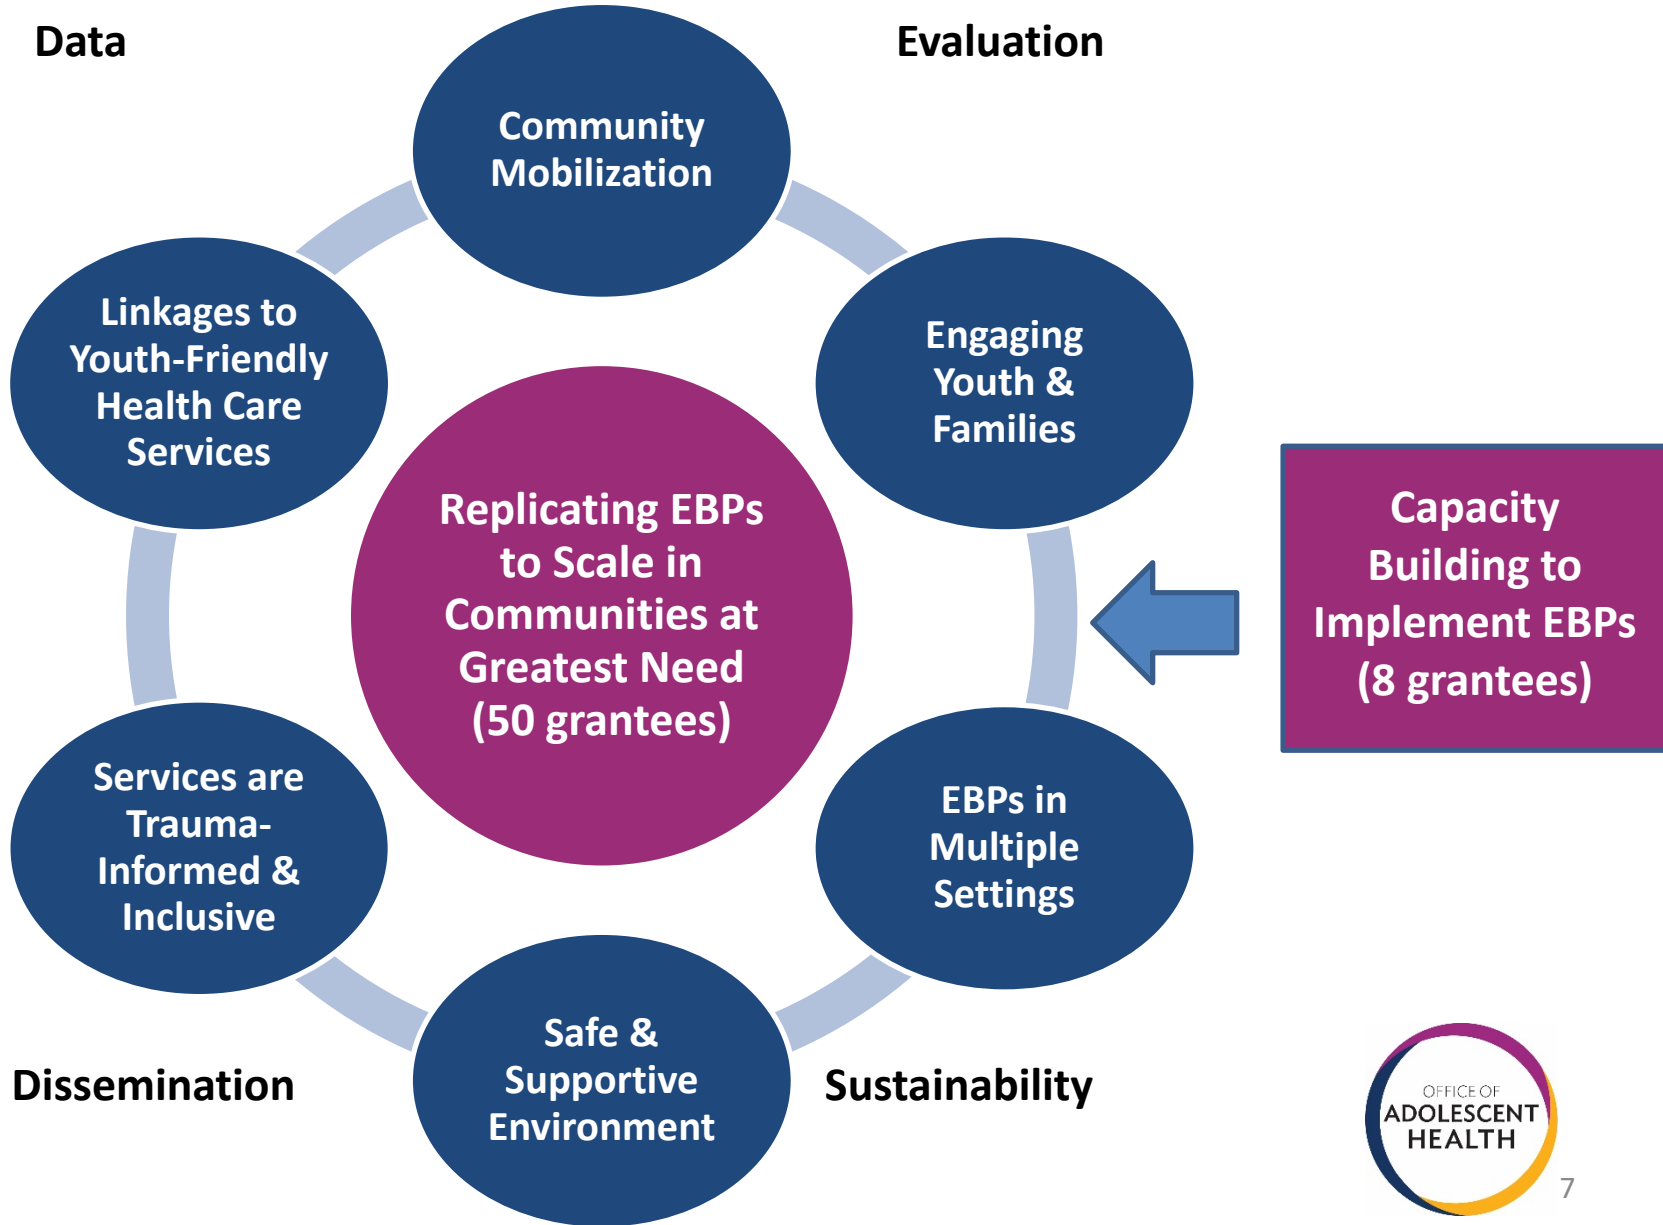 Data
Evaluation
Community
Mobilization
Linkages to
Youth-Friendly
Health Care
Services
Engaging
Youth &
Families
Replicating EBPs
to Scale in
Communities at
Greatest Need
(50 grantees)
Capacity
Building to
Implement EBPs
(8 grantees)
Services are
Trauma-
Informed &
Inclusive
EBPs in
Multiple
Settings
Safe &
Supportive
Environment
Dissemination
Sustainability
OFFICE OF
ADOLESCENT
HEALTH
7